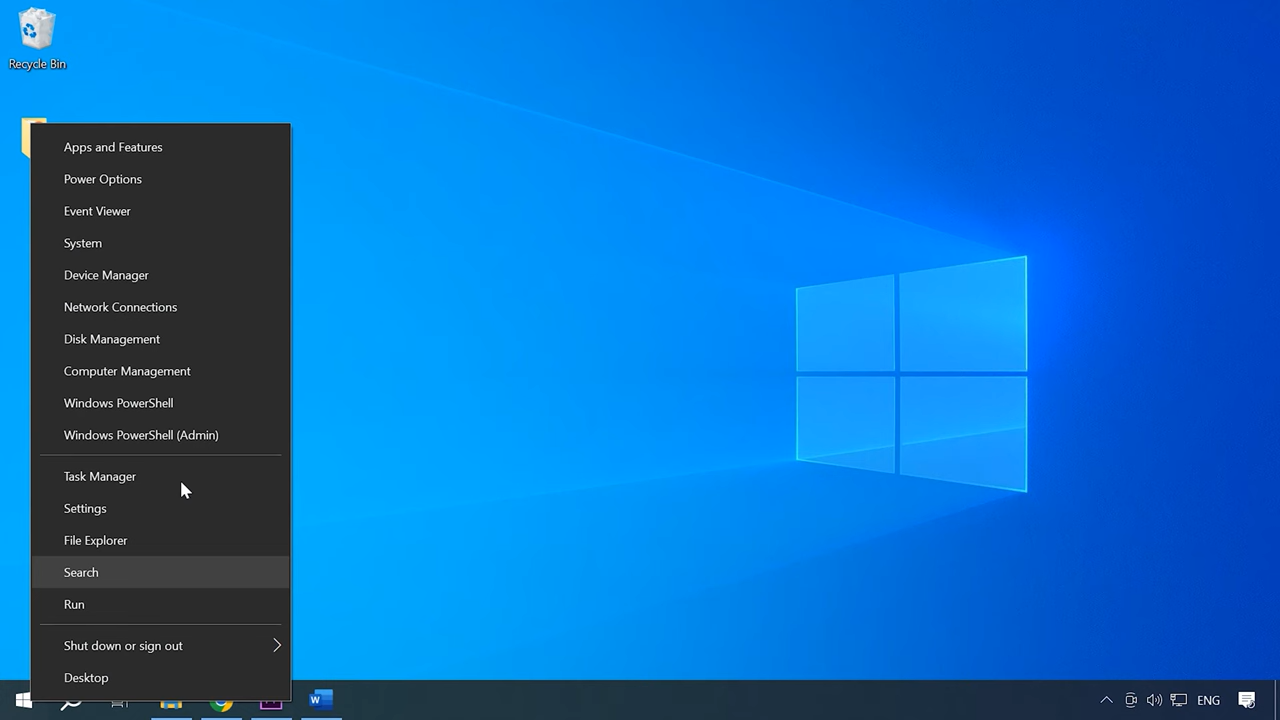 Recycle Bin
Apps and Features
Power Options
Event Viewer
System
Device Manager
Network Connections
Disk Management
Computer Management
Windows PowerShell
Windows PowerShell (Admin)
Task Manager
Settings
File Explorer
Search
Run
Shut down or sign out
Desktop
W
ENG